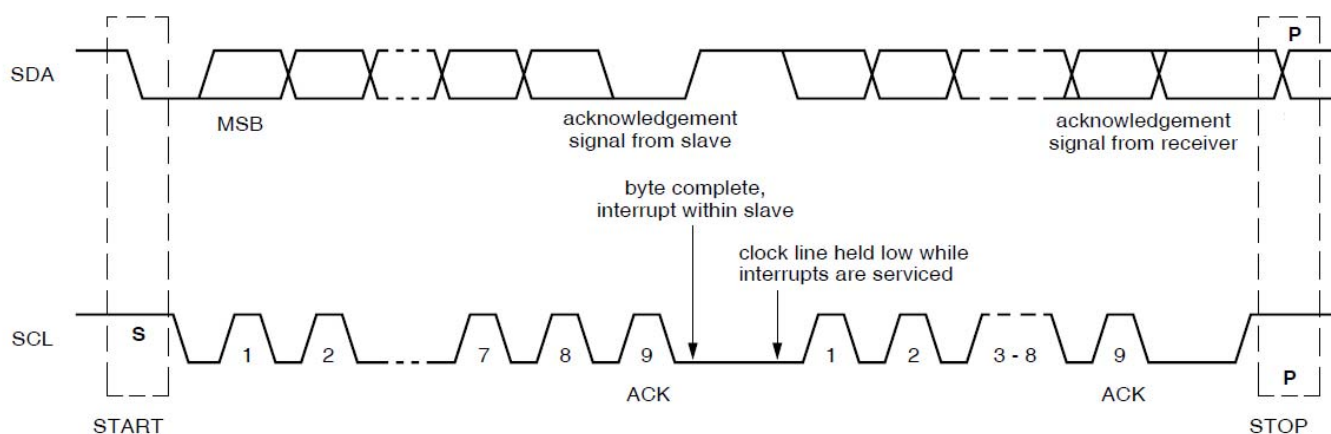 P
SDA
MSB
acknowledgement
signal from slave
acknowledgement
signal from receiver
byte complete,
interrupt within slave
clock line held low while
interrupts are serviced
SCL
S
1
2
7
8
9
1
2
3 - 8
9
P
ACK
ACK
START
STOP